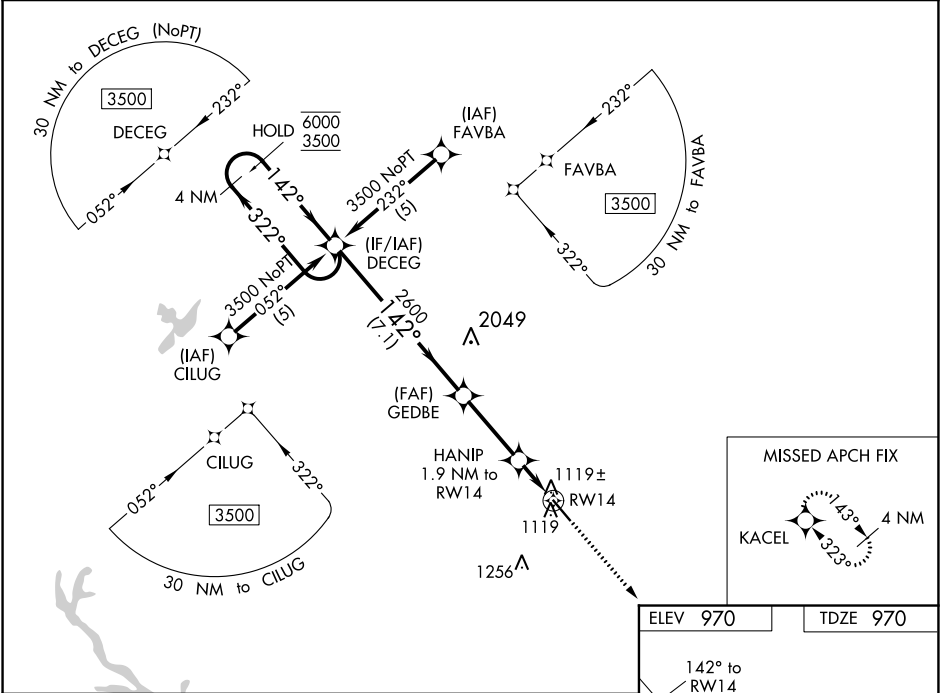 30 NM to DECEG (NoPT)
3500
DECEG
232°
052°
HOLD
6000
3500
4 NM
142°
322°
(IAF)
FAVBA
3500 NoPT
232°
(5)
(IF/IAF)
DECEG
3500 NoPT
052°
(5)
(IAF)
CILUG
232°
FAVBA
3500
322°
30 NM to FAVBA
2600
142°
(7.1)
2049
(FAF)
GEDBE
HANIP
1.9 NM to
RW14
1119±
RW14
1119
1256
CILUG
052°
322°
3500
30 NM to CILUG
MISSED APCH FIX
KACEL
143°
323°
4 NM
ELEV 970
TDZE 970
142° to
RW14